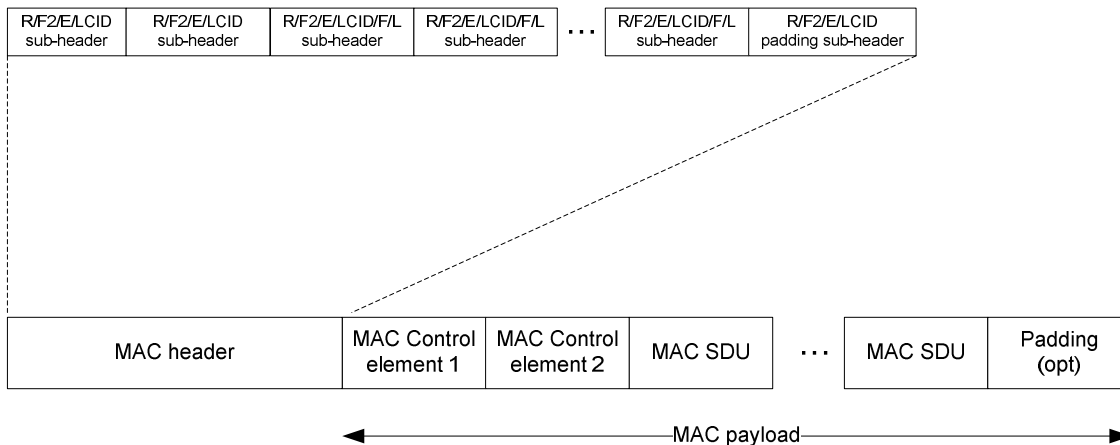 R/F2/E/LCID
sub-header
R/F2/E/LCID
sub-header
R/F2/E/LCID/F/L
sub-header
R/F2/E/LCID/F/L
sub-header
...
R/F2/E/LCID/F/L
sub-header
R/F2/E/LCID
padding sub-header
MAC header
MAC Control
element 1
MAC Control
element 2
MAC SDU
...
MAC SDU
Padding
(opt)
MAC payload